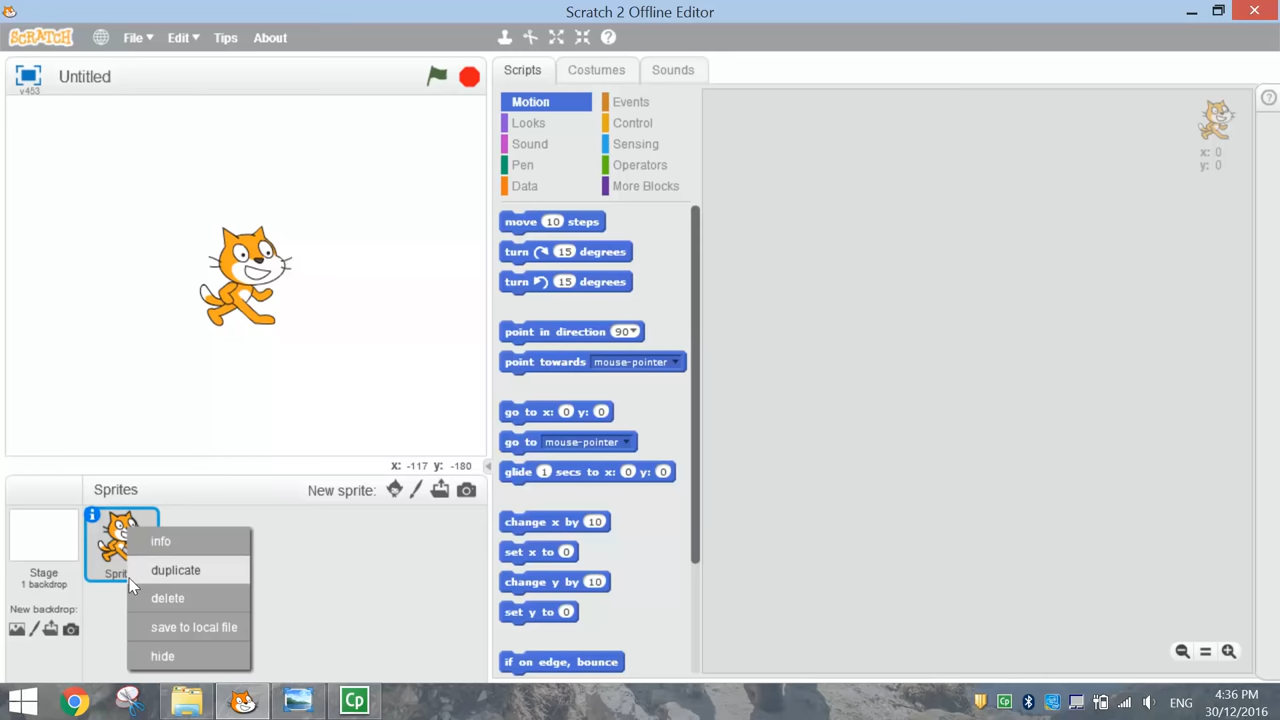 Scratch 2 Offline Editor
SCRATCH File Edit Tips About
v453 Untitled
Scripts Costumes Sounds
Motion Events
Looks Control
Sound Sensing
Pen Operators
Data More Blocks
x: 0
y: 0
move 10 steps
turn 15 degrees
turn 15 degrees
point in direction 90
point towards mouse-pointer
go to x: 0 y: 0
go to mouse-pointer
glide 1 secs to x: 0 y: 0
change x by 10
set x to 0
change y by 10
set y to 0
if on edge, bounce
x: -117 y: -180
Sprites New sprite:
Stage
1 backdrop
New backdrop:
info
duplicate
delete
save to local file
hide
Cp
Cp ENG
4:36 PM
30/12/2016